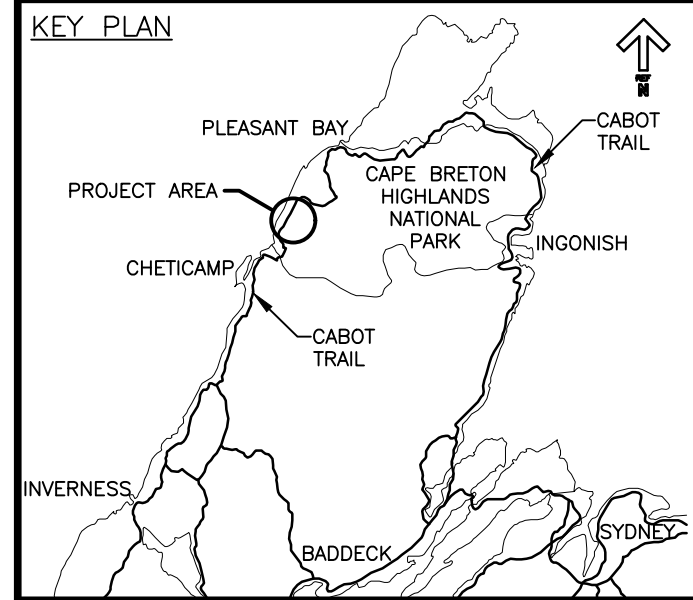 KEY PLAN
REF
N
PLEASANT BAY
CABOT
TRAIL
PROJECT AREA
CAPE BRETON
HIGHLANDS
NATIONAL
PARK
INGONISH
CHETICAMP
CABOT
TRAIL
INVERNESS
BADDECK
SYDNEY